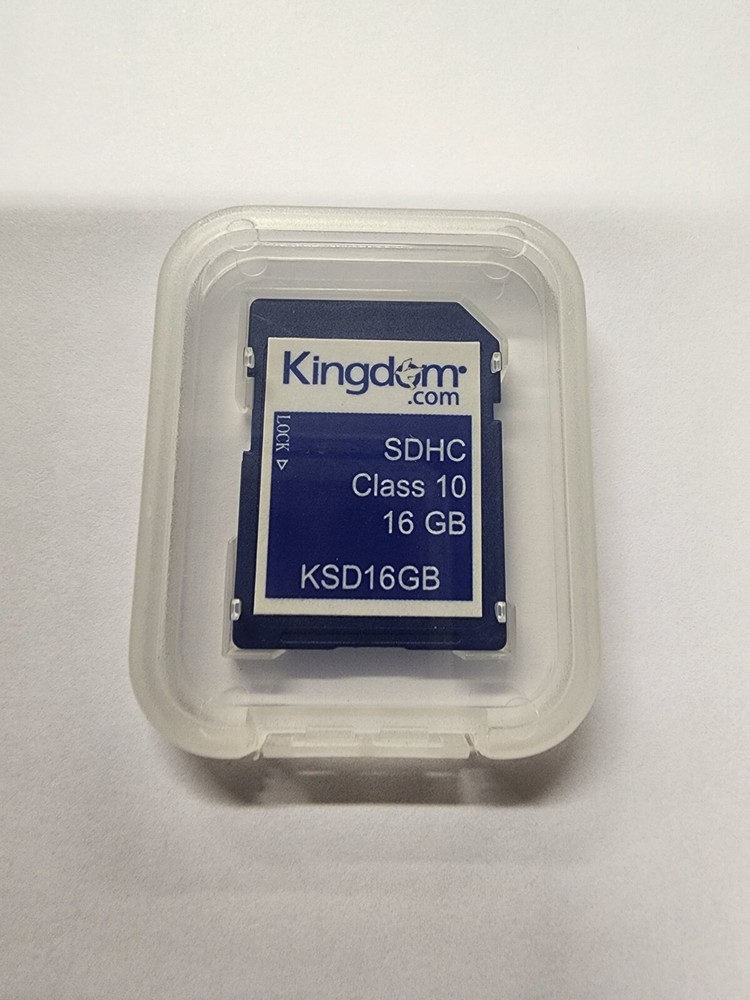 Kingdom
.com
LOCK
SDHC
Class 10
16 GB
KSD16GB